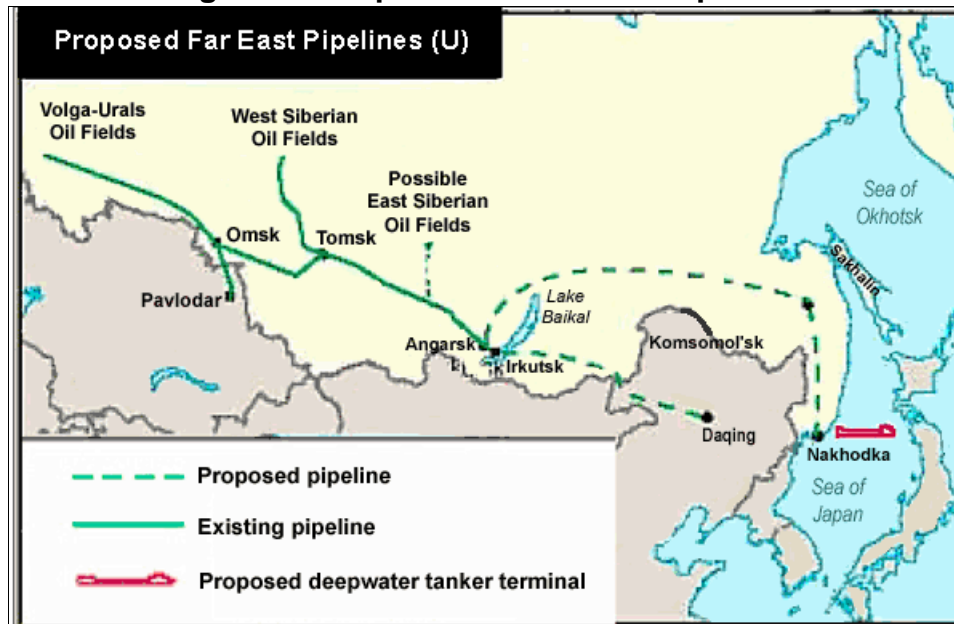 Proposed Far East Pipelines (U)
Volga-Urals
Oil Fields
West Siberian
Oil Fields
Possible
East Siberian
Oil Fields
Sea of
Okhotsk
Omsk
Tomsk
Sakhalin
Pavlodar
Lake
Baikal
Angarsk
Irkutsk
Komsomol'sk
Daqing
Nakhodka
Sea of
Japan
Proposed pipeline
Existing pipeline
Proposed deepwater tanker terminal